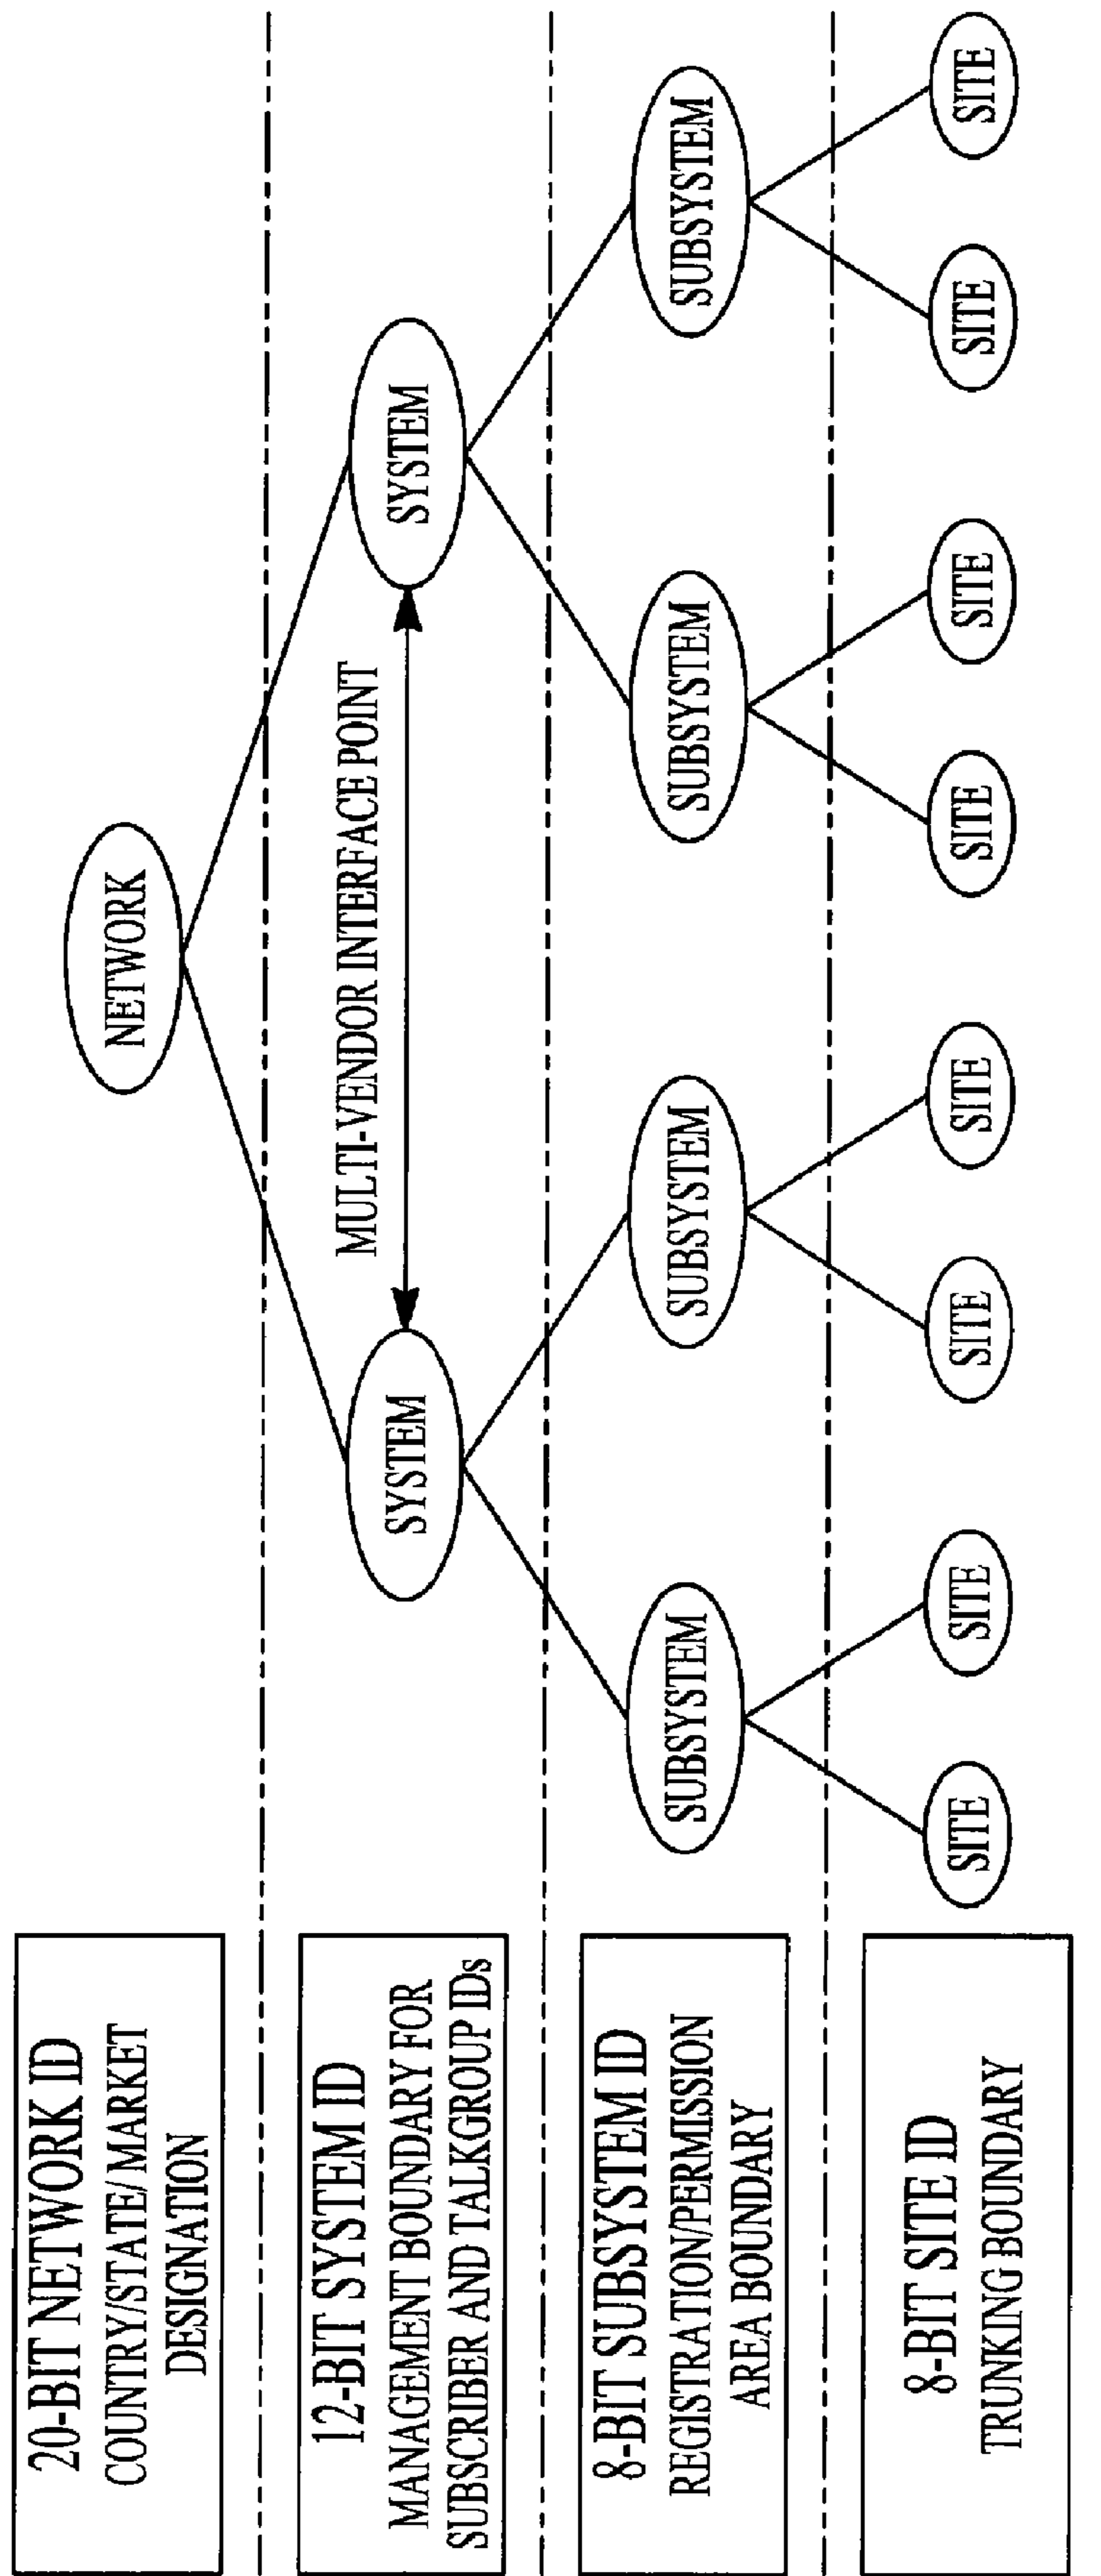 20-BIT NETWORK ID
COUNTRY/STATE/MARKET
DESIGNATION
NETWORK
12-BIT SYSTEM ID
MANAGEMENT BOUNDARY FOR
SUBSCRIBER AND TALKGROUP IDs
SYSTEM
MULTI-VENDOR INTERFACE POINT
SYSTEM
8-BIT SUBSYSTEM ID
REGISTRATION/PERMISSION
AREA BOUNDARY
SUBSYSTEM
SUBSYSTEM
SUBSYSTEM
SUBSYSTEM
8-BIT SITE ID
TRUNKING BOUNDARY
SITE
SITE
SITE
SITE
SITE
SITE
SITE
SITE